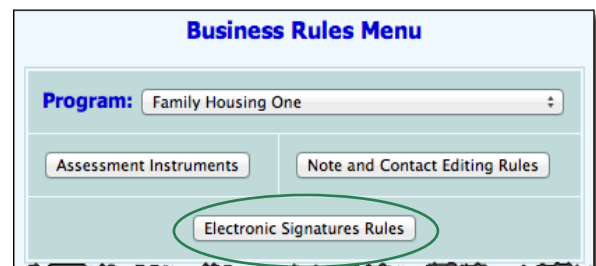 Business Rules Menu
Program: Family Housing One
Assessment Instruments Note and Contact Editing Rules
Electronic Signatures Rules